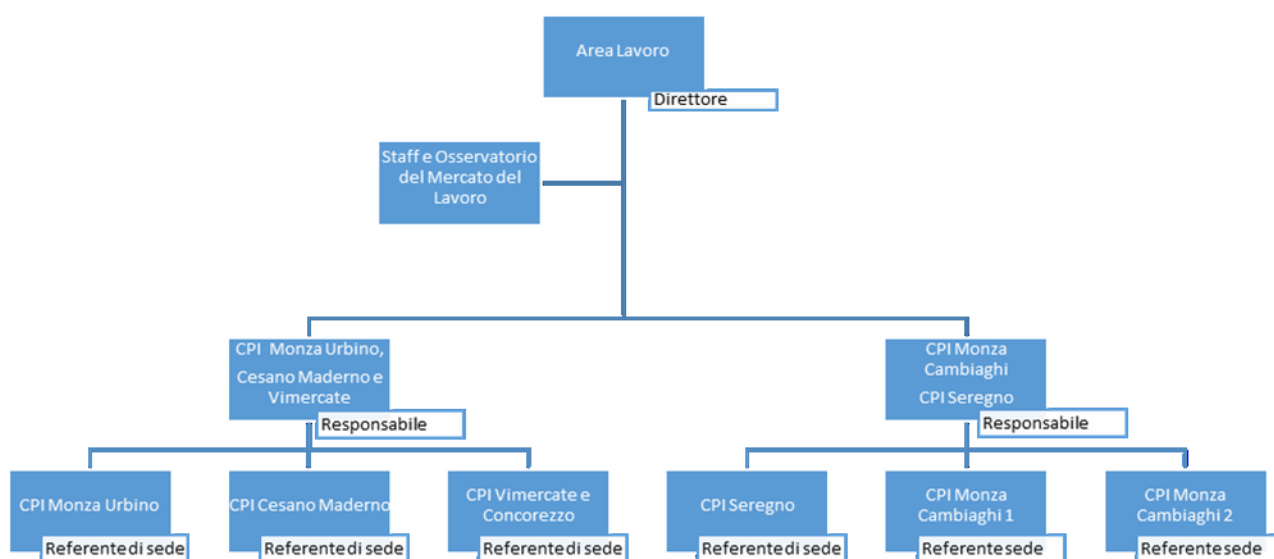 Area Lavoro
Direttore
Staff e Osservatorio
del Mercato del
Lavoro
CPI Monza Urbino,
Cesano Maderno e
Vimercate
Responsabile
CPI Monza
Cambiaghi
CPI Seregno
Responsabile
CPI Monza Urbino
Referente di sede
CPI Cesano Maderno
Referente di sede
CPI Vimercate e
Concorezzo
Referente di sede
CPI Seregno
Referente di sede
CPI Monza
Cambiaghi 1
Referente sede
CPI Monza
Cambiaghi 2
Referente sede